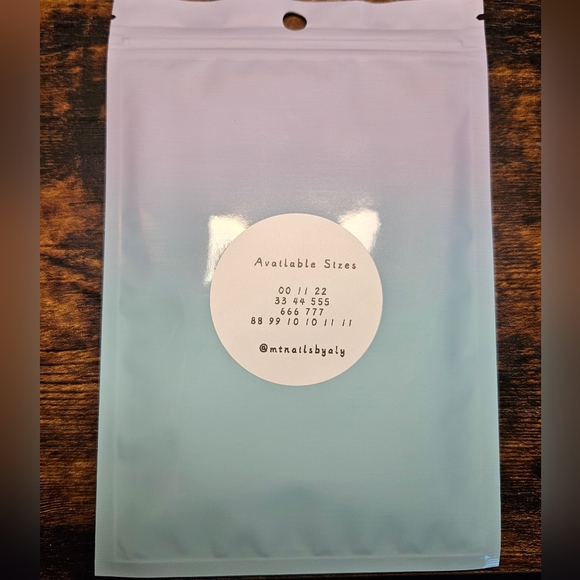 Available Sizes
00 11 22
33 44 555
666 777
88 99 10 10 11 11
@mtnailsbyaly